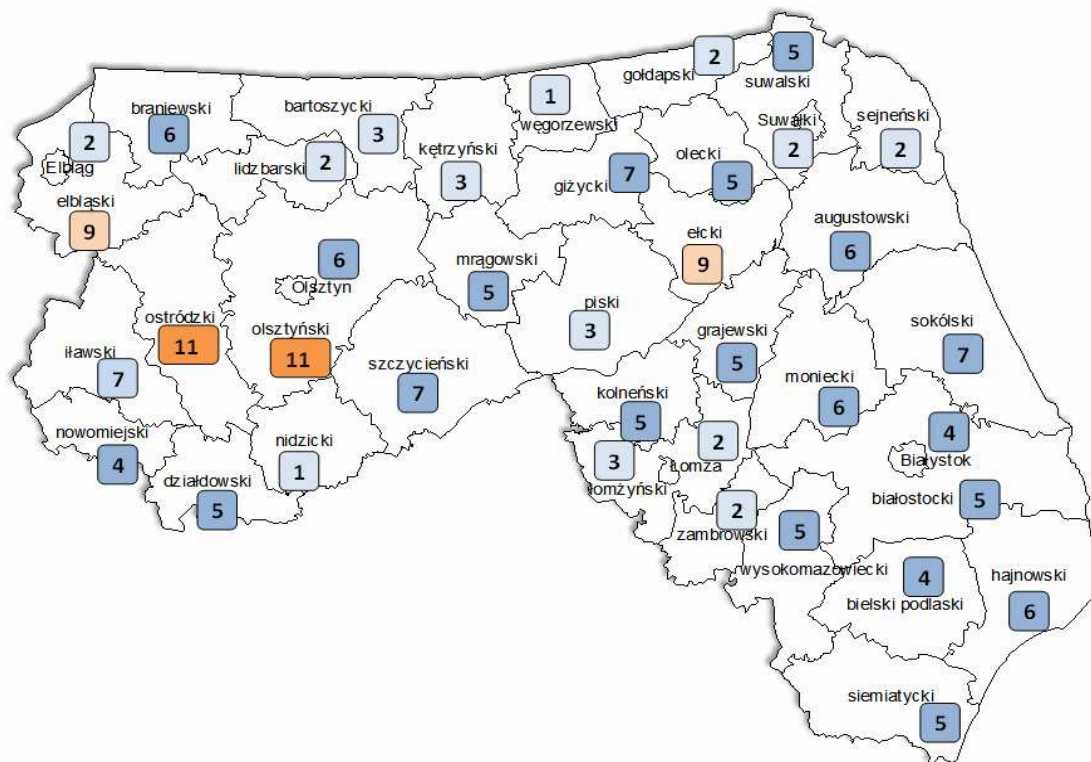 gołdapski
2
5
suwalski
braniewski
6
bartoszycki
3
1
węgorzewski
2
Elbląg
lidzbarski
2
kętrzyński
3
giżycki
7
olecki
5
Suwałki
2
sejneński
2
elbląski
9
6
Olsztyn
mrągowski
5
ełcki
9
augustowski
6
ostródzki
11
olsztyński
11
piski
3
grajewski
5
sokólski
7
iławski
7
szczycieński
7
kolneński
5
moniecki
6
nowomiejski
4
nidzicki
1
2
Łomza
3
łomżyński
4
Białystok
działdowski
5
zambrowski
2
wysokomazowiecki
5
białostocki
5
4
bielski podlaski
hajnowski
6
siemiatycki
5